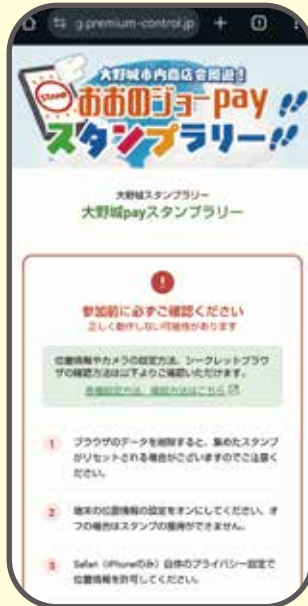 g.premium-control.jp
大野城市内商店会周遊!
STAMP
おおのジョーpay!!
スタンプラリー!!
大野城スタンプラリー
大野城payスタンプラリー
参加前に必ずご確認ください
正しく動作しない可能性があります
位置情報やカメラの設定方法、シークレットブラウ
ザの確認方法は以下よりご確認いただけます。
各種設定方法、確認方法はこちら
1 ブラウザのデータを削除すると、集めたスタンプ
がリセットされる場合がございますのでご注意く
ださい。
2 端末の位置情報の設定をオンにしてください。オ
フの場合はスタンプの獲得ができません。
3 Safari（iPhoneのみ）自体のプライバシー設定で
位置情報を許可してください。